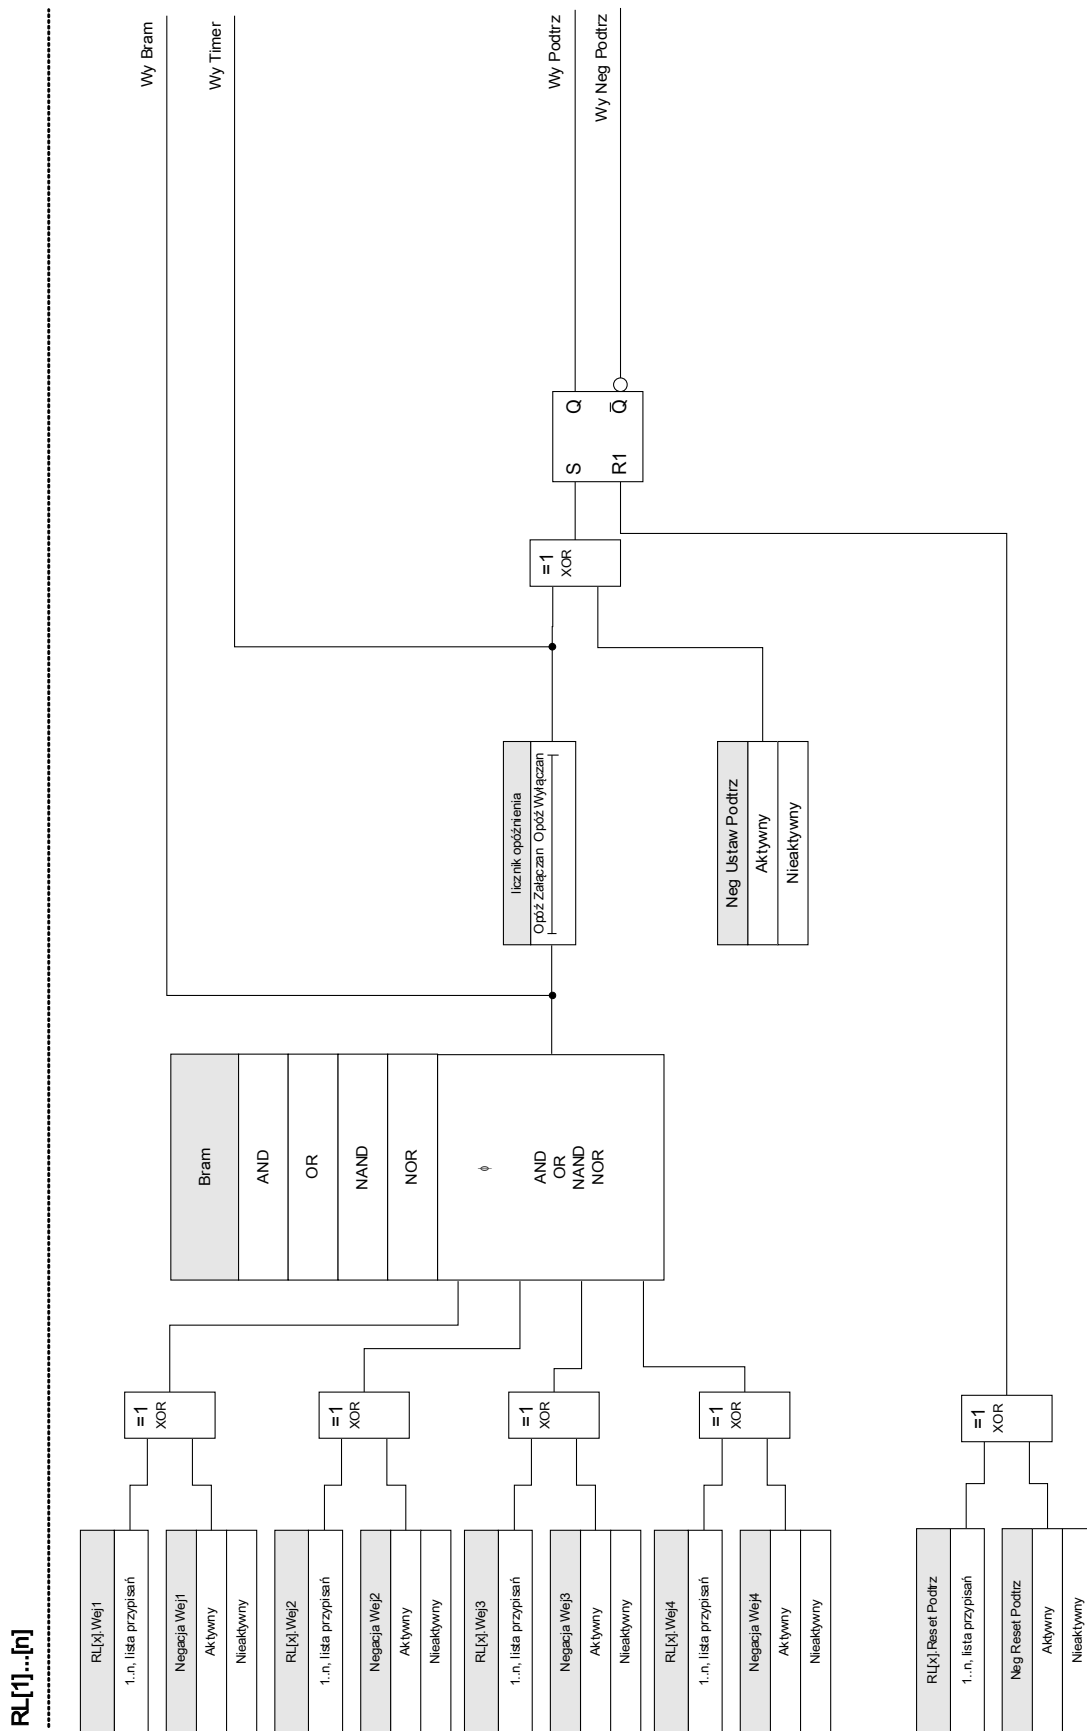 RL[1]...[n]
RL[x].Wej1
1..n, lista przypisań
Negacja Wej1
Aktywny
Nieaktywny
RL[x].Wej2
1..n, lista przypisań
Negacja Wej2
Aktywny
Nieaktywny
RL[x].Wej3
1..n, lista przypisań
Negacja Wej3
Aktywny
Nieaktywny
RL[x].Wej4
1..n, lista przypisań
Negacja Wej4
Aktywny
Nieaktywny
RL[x].Reset Podtrz
1..n, lista przypisań
Neg Reset Podtrz
Aktywny
Nieaktywny
=1
XOR
=1
XOR
=1
XOR
=1
XOR
=1
XOR
Bram
AND
OR
NAND
NOR
ϕ
AND
OR
NAND
NOR
licznik opóźnienia
Opóź Załączan Opóź Wyłączan
Neg Ustaw Podtrz
Aktywny
Nieaktywny
=1
XOR
S Q
R1 Q̅
Wy Bram
Wy Timer
Wy Podtrz
Wy Neg Podtrz